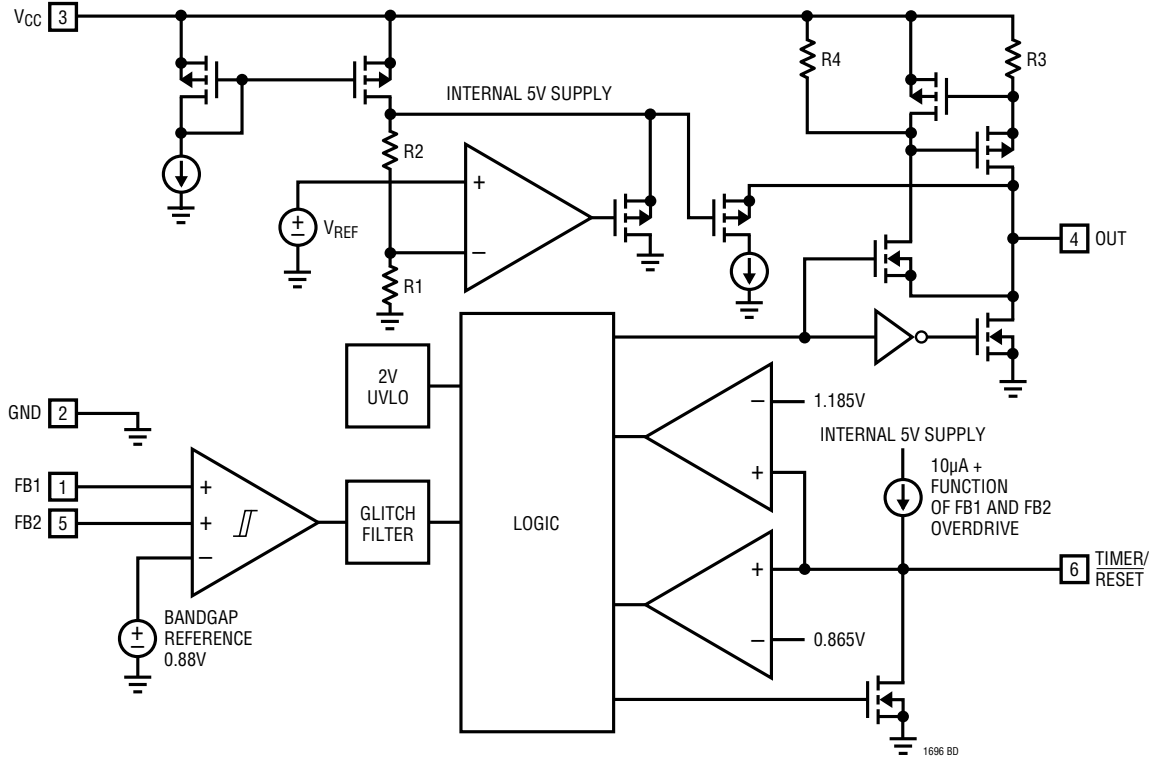 VCC 3
R4
R3
INTERNAL 5V SUPPLY
R2
+
+
−
VREF
−
R1
4 OUT
2V
UVLO
−
1.185V
GND 2
INTERNAL 5V SUPPLY
+
10µA +
FUNCTION
OF FB1 AND FB2
OVERDRIVE
FB1 1
+
GLITCH
FILTER
LOGIC
FB2 5
+
−
+
6 TIMER/
RESET
+
−
BANDGAP
REFERENCE
0.88V
−
0.865V
1696 BD